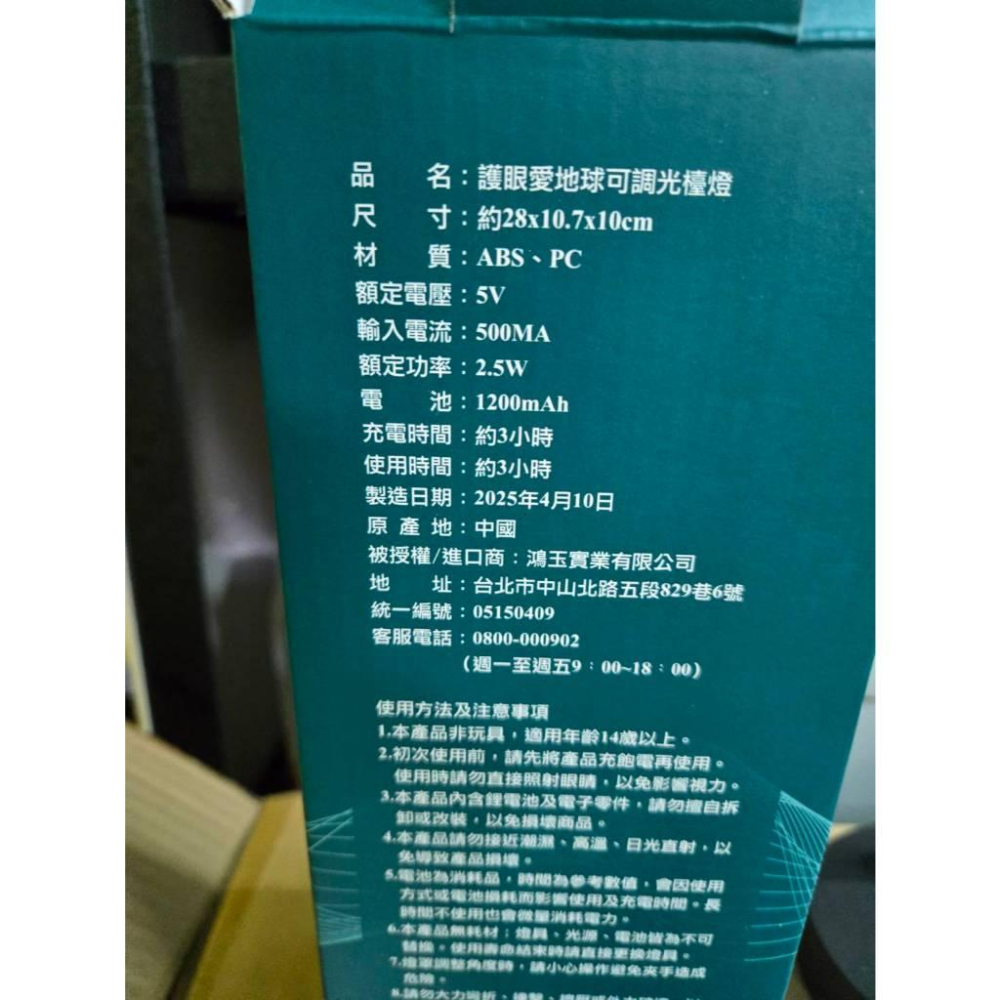 品 名：護眼愛地球可調光檯燈
尺 寸：約28x10.7x10cm
材 質：ABS、PC
額定電壓：5V
輸入電流：500MA
額定功率：2.5W
電 池：1200mAh
充電時間：約3小時
使用時間：約3小時
製造日期：2025年4月10日
原 產 地：中國
被授權/進口商：鴻玉實業有限公司
地 址：台北市中山北路五段829巷6號
統一編號：05150409
客服電話：0800-000902
（週一至週五9：00~18：00）
使用方法及注意事項
1.本產品非玩具，適用年齡14歲以上。
2.初次使用前，請先將產品充飽電再使用。
使用時請勿直接照射眼睛，以免影響視力。
3.本產品內含鋰電池及電子零件，請勿擅自拆
卸或改裝，以免損壞商品。
4.本產品請勿接近潮濕、高溫、日光直射，以
免導致產品損壞。
5.電池為消耗品，時間為參考數值，會因使用
方式或電池損耗而影響使用及充電時間。長
時間不使用也會微量消耗電力。
6.本產品無耗材；燈具、光源、電池皆為不可
替換。使用壽命結束時請直接更換燈具。
7.燈罩調整角度時，請小心操作避免夾手造成
危險。
8.請勿大力彎折、